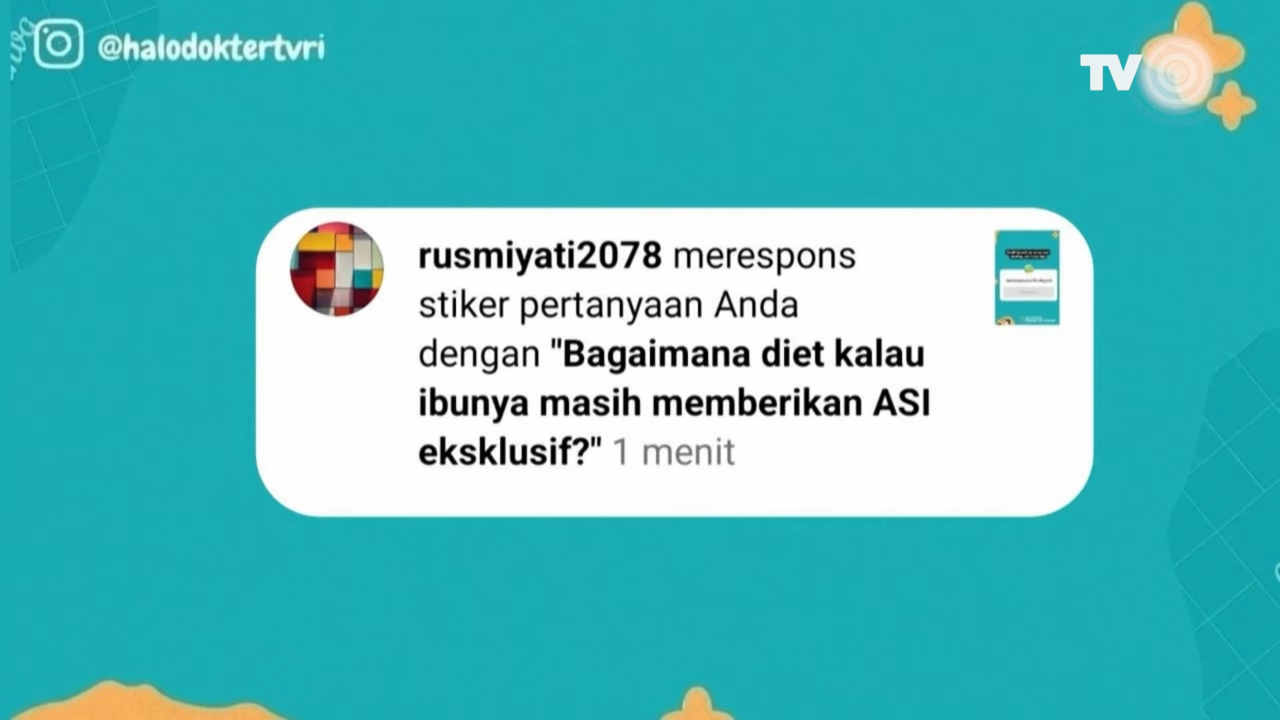 @halodoktertvri
TV
rusmiyati2078 merespons
stiker pertanyaan Anda
dengan "Bagaimana diet kalau
ibunya masih memberikan ASI
eksklusif?" 1 menit